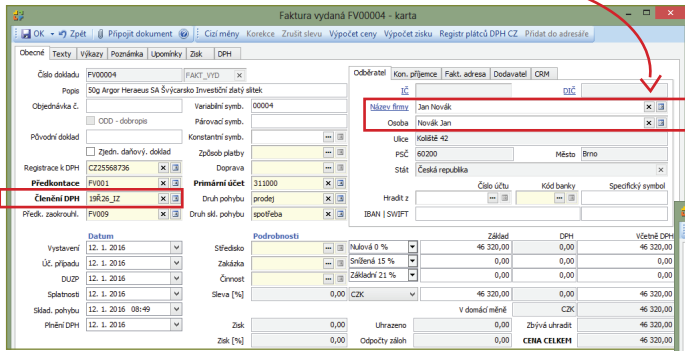 Faktura vydaná FV00004 - karta
OK Zpět Připojit dokument Cizí měny Korekce Zrušit slevu Výpočet ceny Výpočet zisku Registr plátců DPH CZ Přidat do adresáře
Obecné Texty Výkazy Poznámka Upomínky Zisk DPH
Číslo dokladu FV00004 FAKT_VYD
Popis 50g Argor Heraeus SA Švýcarsko Investiční zlatý slitek
Objednávka č. Variabilní symb. 00004
ODD - dobropis Párovací symb.
Původní doklad Konstantní symb.
Zjedn. daňový. doklad Způsob platby
Registrace k DPH CZ25568736 Doprava
Předkontace FV001 Primární účet 311000
Členění DPH 19Ř26_IZ Druh pohybu prodej
Předk. zaokrouhl. FV009 Druh skl. pohybu spotřeba
Odběratel Kon. příjemce Fakt. adresa Dodavatel CRM
IČ DIČ
Název firmy Jan Novák
Osoba Novák Jan
Ulice Koliště 42
PSČ 60200 Město Brno
Stát Česká republika
Číslo účtu Kód banky Specifický symbol
Hradit z
IBAN | SWIFT
Datum
Vystavení 12. 1. 2016
Úč. případu 12. 1. 2016
DUZP 12. 1. 2016
Splatnosti 12. 1. 2016
Sklad. pohybu 12. 1. 2016 08:49
Plnění DPH 12. 1. 2016
Podrobnosti
Středisko
Zakázka
Činnost
Sleva [%] 0,00
Zisk 0,00
Zisk [%] 0,00
Základ DPH Včetně DPH
Nulová 0 % 46 320,00 0,00 46 320,00
Snížená 15 % 0,00 0,00 0,00
Základní 21 % 0,00 0,00 0,00
CZK 46 320,00 0,00 46 320,00
V domácí měně CZK 46 320,00
Uhrazeno 0,00 Zbývá uhradit 46 320,00
Odpočty záloh 0,00 CENA CELKEM 46 320,00